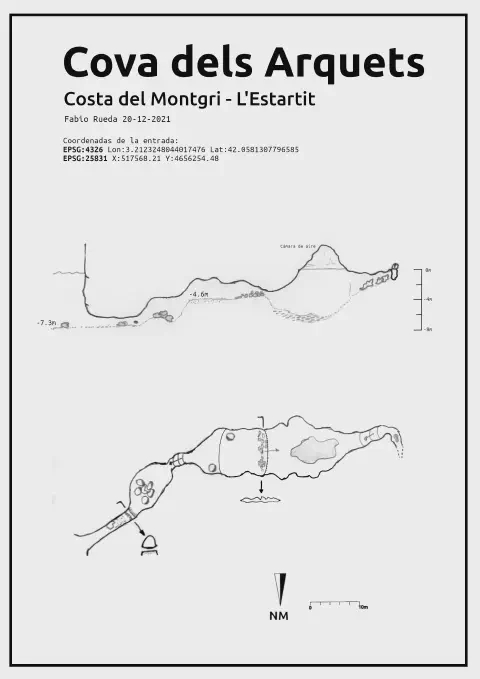 Cova dels Arquets
Costa del Montgri - L'Estartit
Fabio Rueda 20-12-2021
Coordenadas de la entrada:
EPSG:4326 Lon:3.2123248044017476 Lat:42.0581307796585
EPSG:25831 X:517568.21 Y:4656254.48
Cámara de aire
0m
-4.6m
-4m
-7.3m
-8m
NM
0 10m